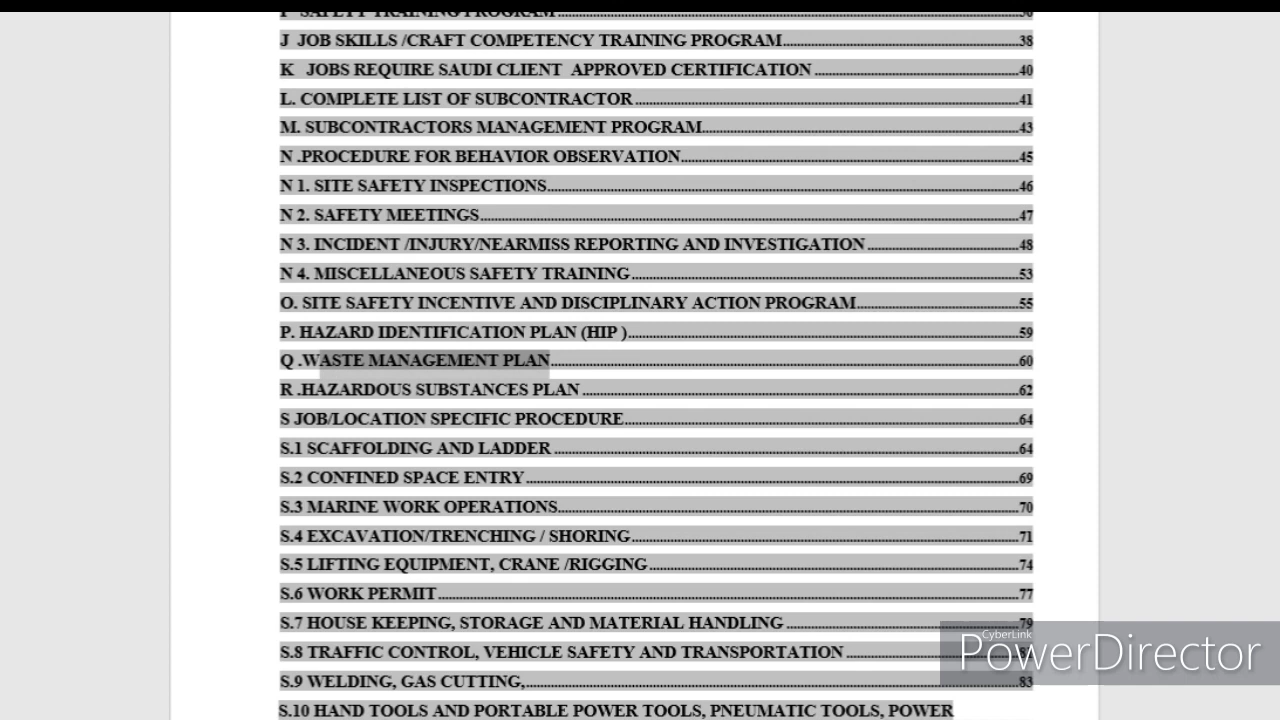 SAFETY TRAINING PROGRAM
J JOB SKILLS /CRAFT COMPETENCY TRAINING PROGRAM....................38
K JOBS REQUIRE SAUDI CLIENT APPROVED CERTIFICATION....................40
L. COMPLETE LIST OF SUBCONTRACTOR....................41
M. SUBCONTRACTORS MANAGEMENT PROGRAM....................43
N .PROCEDURE FOR BEHAVIOR OBSERVATION....................45
N 1. SITE SAFETY INSPECTIONS....................46
N 2. SAFETY MEETINGS....................47
N 3. INCIDENT /INJURY/NEARMISS REPORTING AND INVESTIGATION....................48
N 4. MISCELLANEOUS SAFETY TRAINING....................53
O. SITE SAFETY INCENTIVE AND DISCIPLINARY ACTION PROGRAM....................55
P. HAZARD IDENTIFICATION PLAN (HIP )....................59
Q .WASTE MANAGEMENT PLAN....................60
R .HAZARDOUS SUBSTANCES PLAN....................62
S JOB/LOCATION SPECIFIC PROCEDURE....................64
S.1 SCAFFOLDING AND LADDER....................64
S.2 CONFINED SPACE ENTRY....................69
S.3 MARINE WORK OPERATIONS....................70
S.4 EXCAVATION/TRENCHING / SHORING....................71
S.5 LIFTING EQUIPMENT, CRANE /RIGGING....................74
S.6 WORK PERMIT....................77
S.7 HOUSE KEEPING, STORAGE AND MATERIAL HANDLING....................79
S.8 TRAFFIC CONTROL, VEHICLE SAFETY AND TRANSPORTATION....................
S.9 WELDING, GAS CUTTING,....................83
S.10 HAND TOOLS AND PORTABLE POWER TOOLS, PNEUMATIC TOOLS, POWER
CyberLink
PowerDirector